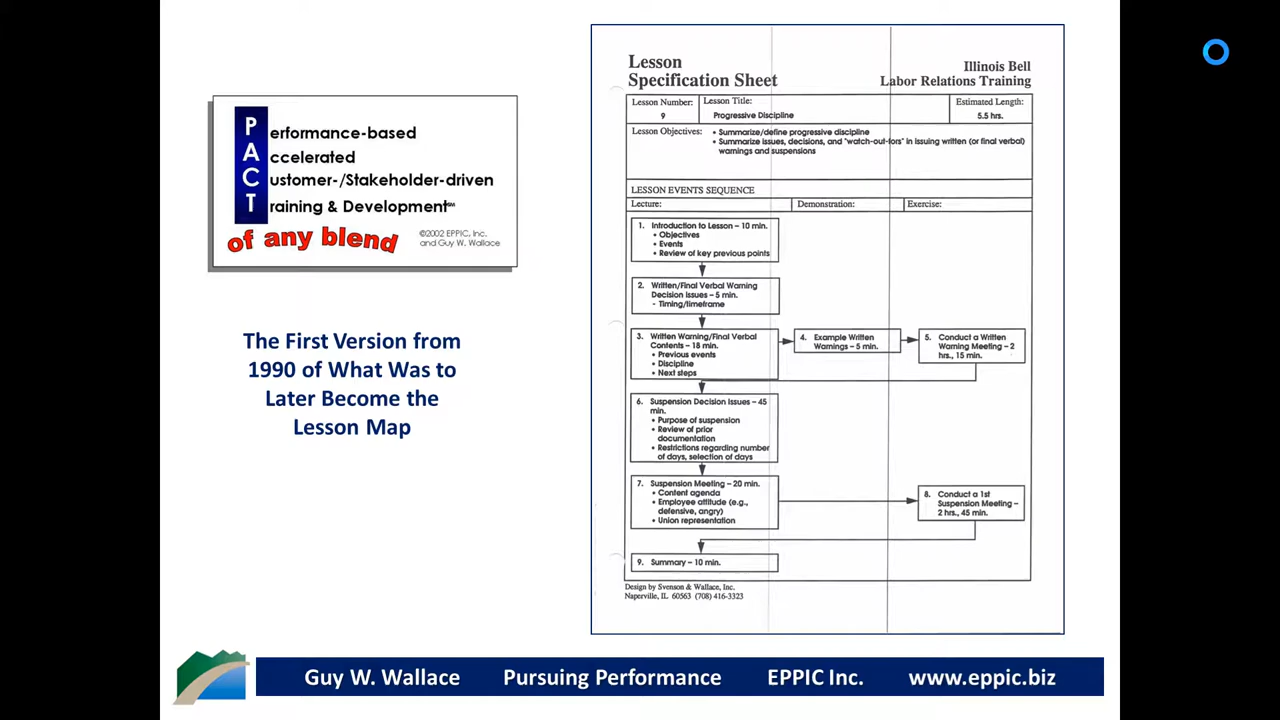 Performance-based
Accelerated
Customer-/Stakeholder-driven
Training & Development℠
of any blend
©2002 EPPIC, Inc.
and Guy W. Wallace
The First Version from
1990 of What Was to
Later Become the
Lesson Map
Lesson
Specification Sheet
Illinois Bell
Labor Relations Training
Lesson Number:
9
Lesson Title:
Progressive Discipline
Estimated Length:
5.5 hrs.
Lesson Objectives:
• Summarize/define progressive discipline
• Summarize issues, decisions, and "watch-out-fors" in issuing written (or final verbal)
warnings and suspensions
LESSON EVENTS SEQUENCE
Lecture:
Demonstration:
Exercise:
1. Introduction to Lesson – 10 min.
• Objectives
• Events
• Review of key previous points
2. Written/Final Verbal Warning
Decision Issues – 5 min.
- Timing/timeframe
3. Written Warning/Final Verbal
Contents – 18 min.
• Previous events
• Discipline
• Next steps
4. Example Written
Warnings – 5 min.
5. Conduct a Written
Warning Meeting – 2
hrs., 15 min.
6. Suspension Decision Issues – 45
min.
• Purpose of suspension
• Review of prior
documentation
• Restrictions regarding number
of days, selection of days
7. Suspension Meeting – 20 min.
• Content agenda
• Employee attitude (e.g.,
defensive, angry)
• Union representation
8. Conduct a 1st
Suspension Meeting –
2 hrs., 45 min.
9. Summary – 10 min.
Design by Svenson & Wallace, Inc.
Naperville, IL 60563 (708) 416-3323
Guy W. Wallace Pursuing Performance EPPIC Inc. www.eppic.biz